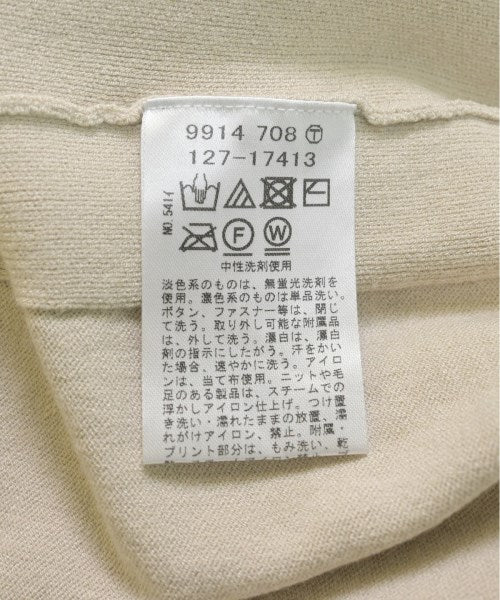 9914 708 Ⓣ
127-17413
NO.541イ
F W
中性洗剤使用
淡色系のものは、無蛍光洗剤を
使用。濃色系のものは単品洗い。
ボタン、ファスナー等は、閉じ
て洗う。取り外し可能な附属品
は、外して洗う。漂白は、漂白
剤の指示にしたがう。汗をかい
た場合、速やかに洗う。アイロ
ンは、当て布使用。ニットや毛
足のある製品は、スチームでの
浮かしアイロン仕上げ。つけ置
き洗い・濡れたままの放置、濡
れがけアイロン、禁止。附属・
プリント部分は、もみ洗い、乾